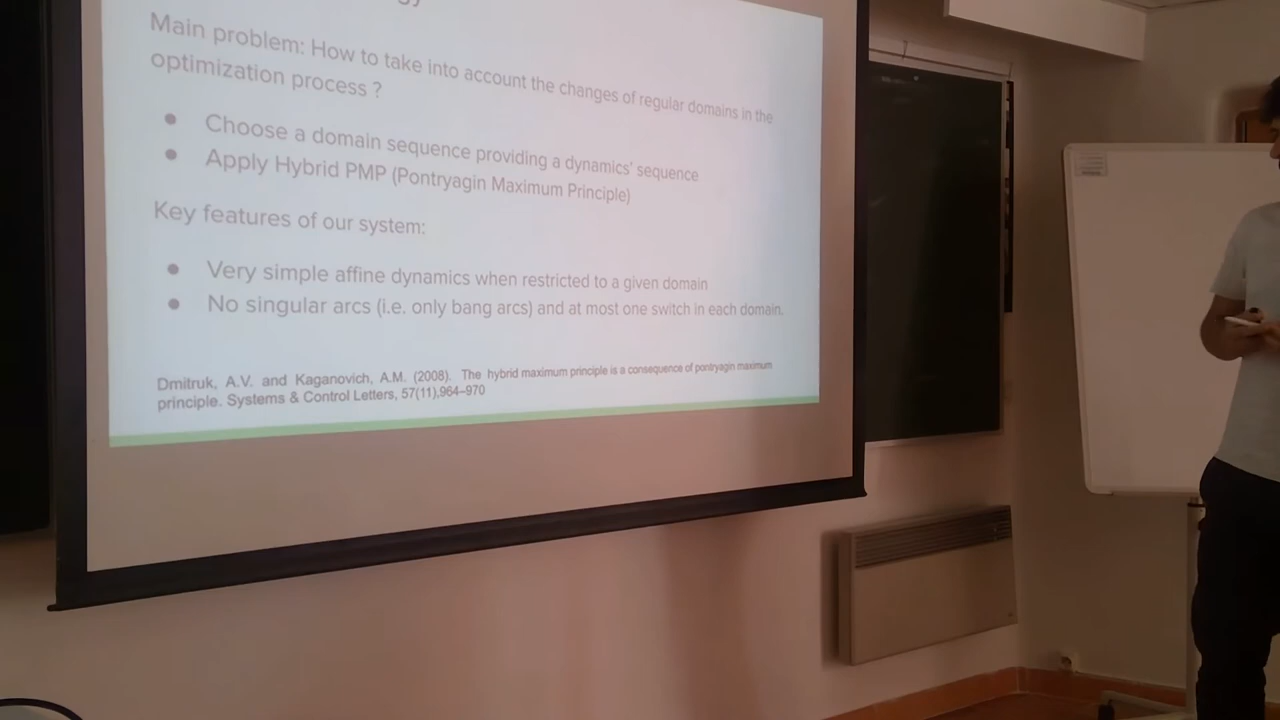 Main problem: How to take into account the changes of regular domains in the
optimization process ?
● Choose a domain sequence providing a dynamics' sequence
● Apply Hybrid PMP (Pontryagin Maximum Principle)
Key features of our system:
● Very simple affine dynamics when restricted to a given domain
● No singular arcs (i.e. only bang arcs) and at most one switch in each domain.
Dmitruk, A.V. and Kaganovich, A.M. (2008). The hybrid maximum principle is a consequence of pontryagin maximum
principle. Systems & Control Letters, 57(11),964–970